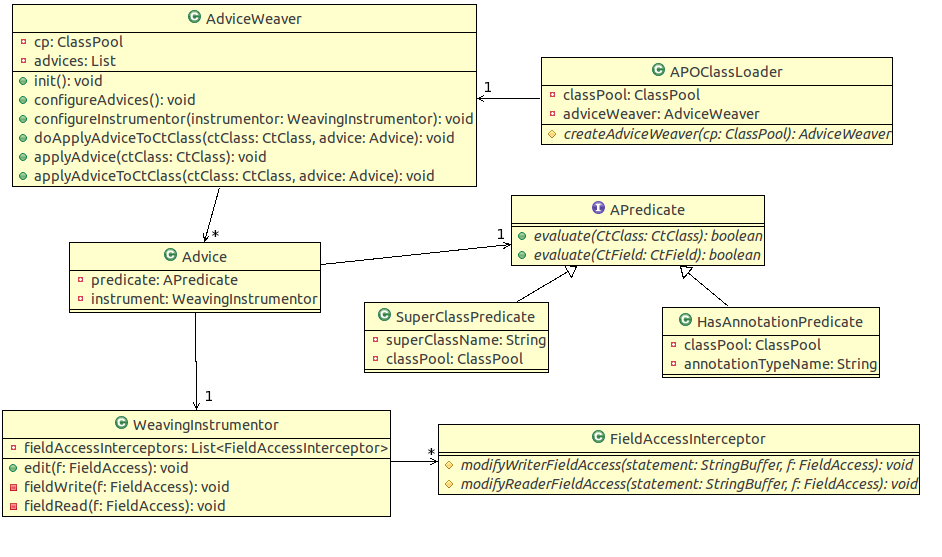 AdviceWeaver
cp: ClassPool
advices: List
init(): void
configureAdvices(): void
configureInstrumentor(instrumentor: WeavingInstrumentor): void
doApplyAdviceToCtClass(ctClass: CtClass, advice: Advice): void
applyAdvice(ctClass: CtClass): void
applyAdviceToCtClass(ctClass: CtClass, advice: Advice): void
1
APOClassLoader
classPool: ClassPool
adviceWeaver: AdviceWeaver
createAdviceWeaver(cp: ClassPool): AdviceWeaver
*
Advice
predicate: APredicate
instrument: WeavingInstrumentor
1
I
APredicate
evaluate(CtClass: CtClass): boolean
evaluate(CtField: CtField): boolean
C
SuperClassPredicate
superClassName: String
classPool: ClassPool
C
HasAnnotationPredicate
classPool: ClassPool
annotationTypeName: String
1
WeavingInstrumentor
fieldAccessInterceptors: List<FieldAccessInterceptor>
edit(f: FieldAccess): void
fieldWrite(f: FieldAccess): void
fieldRead(f: FieldAccess): void
*
FieldAccessInterceptor
modifyWriterFieldAccess(statement: StringBuffer, f: FieldAccess): void
modifyReaderFieldAccess(statement: StringBuffer, f: FieldAccess): void